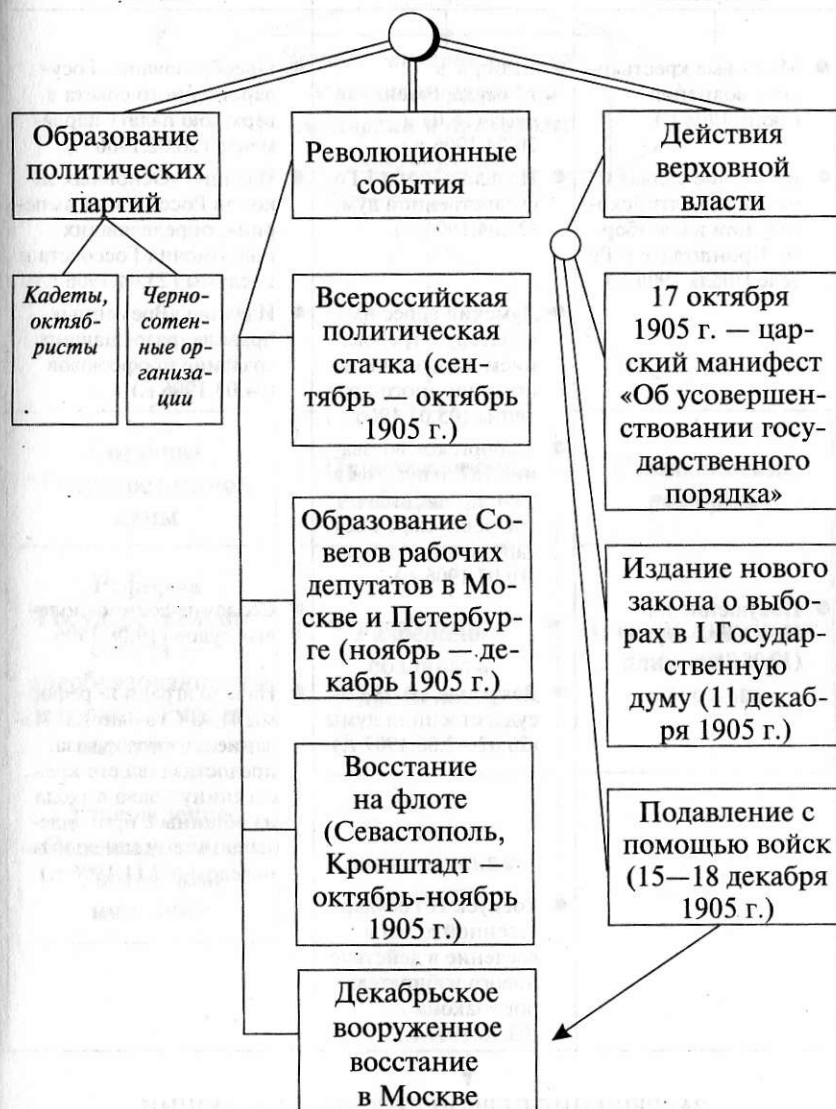 Образование
политических
партий
Кадеты,
октяб-
ристы
Черно-
сотен-
ные ор-
гани-
зации
Революционные
события
Всероссийская
политическая
стачка (сен-
тябрь — октябрь
1905 г.)
Образование Со-
ветов рабочих
депутатов в Мо-
скве и Петербур-
ге (ноябрь — де-
кабрь 1905 г.)
Восстание
на флоте
(Севастополь,
Кронштадт —
октябрь-ноябрь
1905 г.)
Декабрьское
вооруженное
восстание
в Москве
Действия
верховной
власти
17 октября
1905 г. — цар-
ский манифест
«Об усовершен-
ствовании госу-
дарственного
порядка»
Издание нового
закона о выбо-
рах в I Государ-
ственную
думу (11 декаб-
ря 1905 г.)
Подавление с
помощью войск
(15—18 декабря
1905 г.)